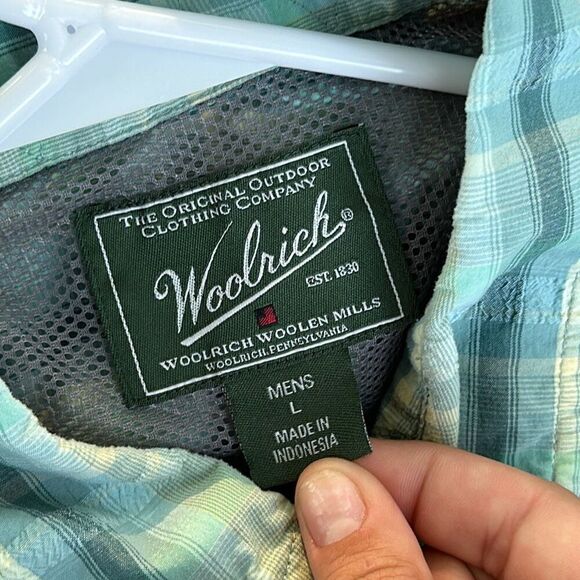 THE ORIGINAL OUTDOOR
CLOTHING COMPANY
Woolrich®
EST. 1830
WOOLRICH WOOLEN MILLS
WOOLRICH, PENNSYLVANIA
MENS
L
MADE IN
INDONESIA